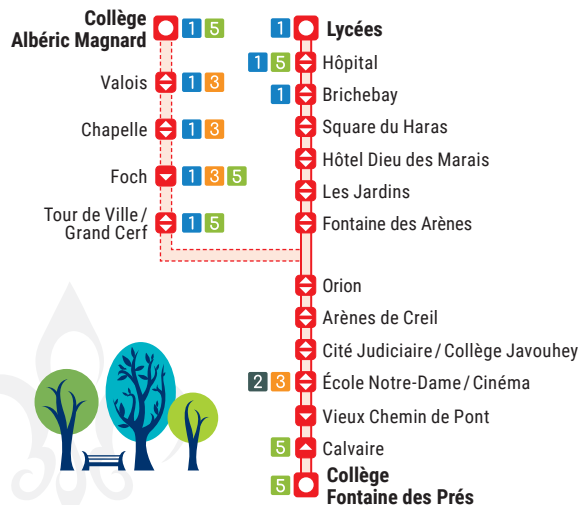 Collège
Albéric Magnard 1 5
Valois 1 3
Chapelle 1 3
Foch 1 3 5
Tour de Ville /
Grand Cerf 1 5
1 Lycées
1 5 Hôpital
1 Brichebay
Square du Haras
Hôtel Dieu des Marais
Les Jardins
Fontaine des Arènes
Orion
Arènes de Creil
Cité Judiciaire / Collège Javouhey
2 3 École Notre-Dame / Cinéma
Vieux Chemin de Pont
5 Calvaire
5 Collège
Fontaine des Prés